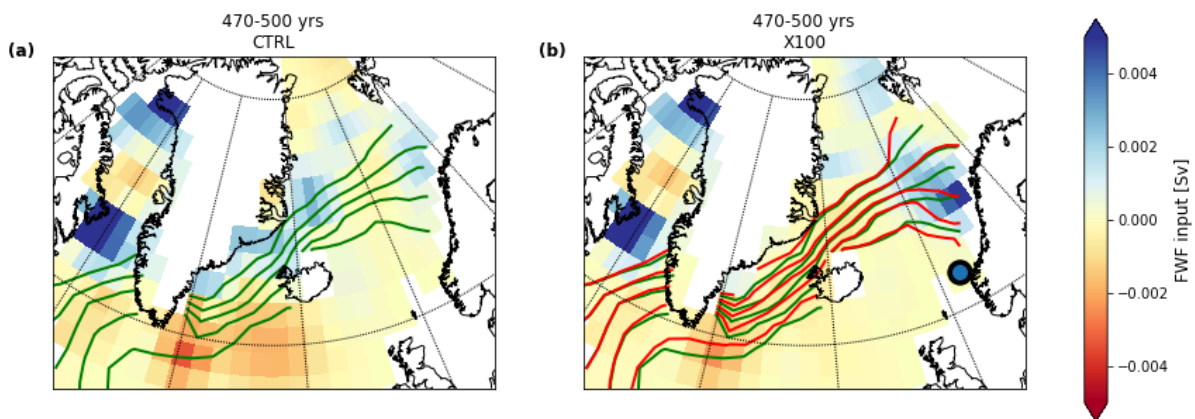 470-500 yrs
(a) CTRL
470-500 yrs
(b) X100
0.004
0.002
0.000
−0.002
−0.004
FWF input [Sv]